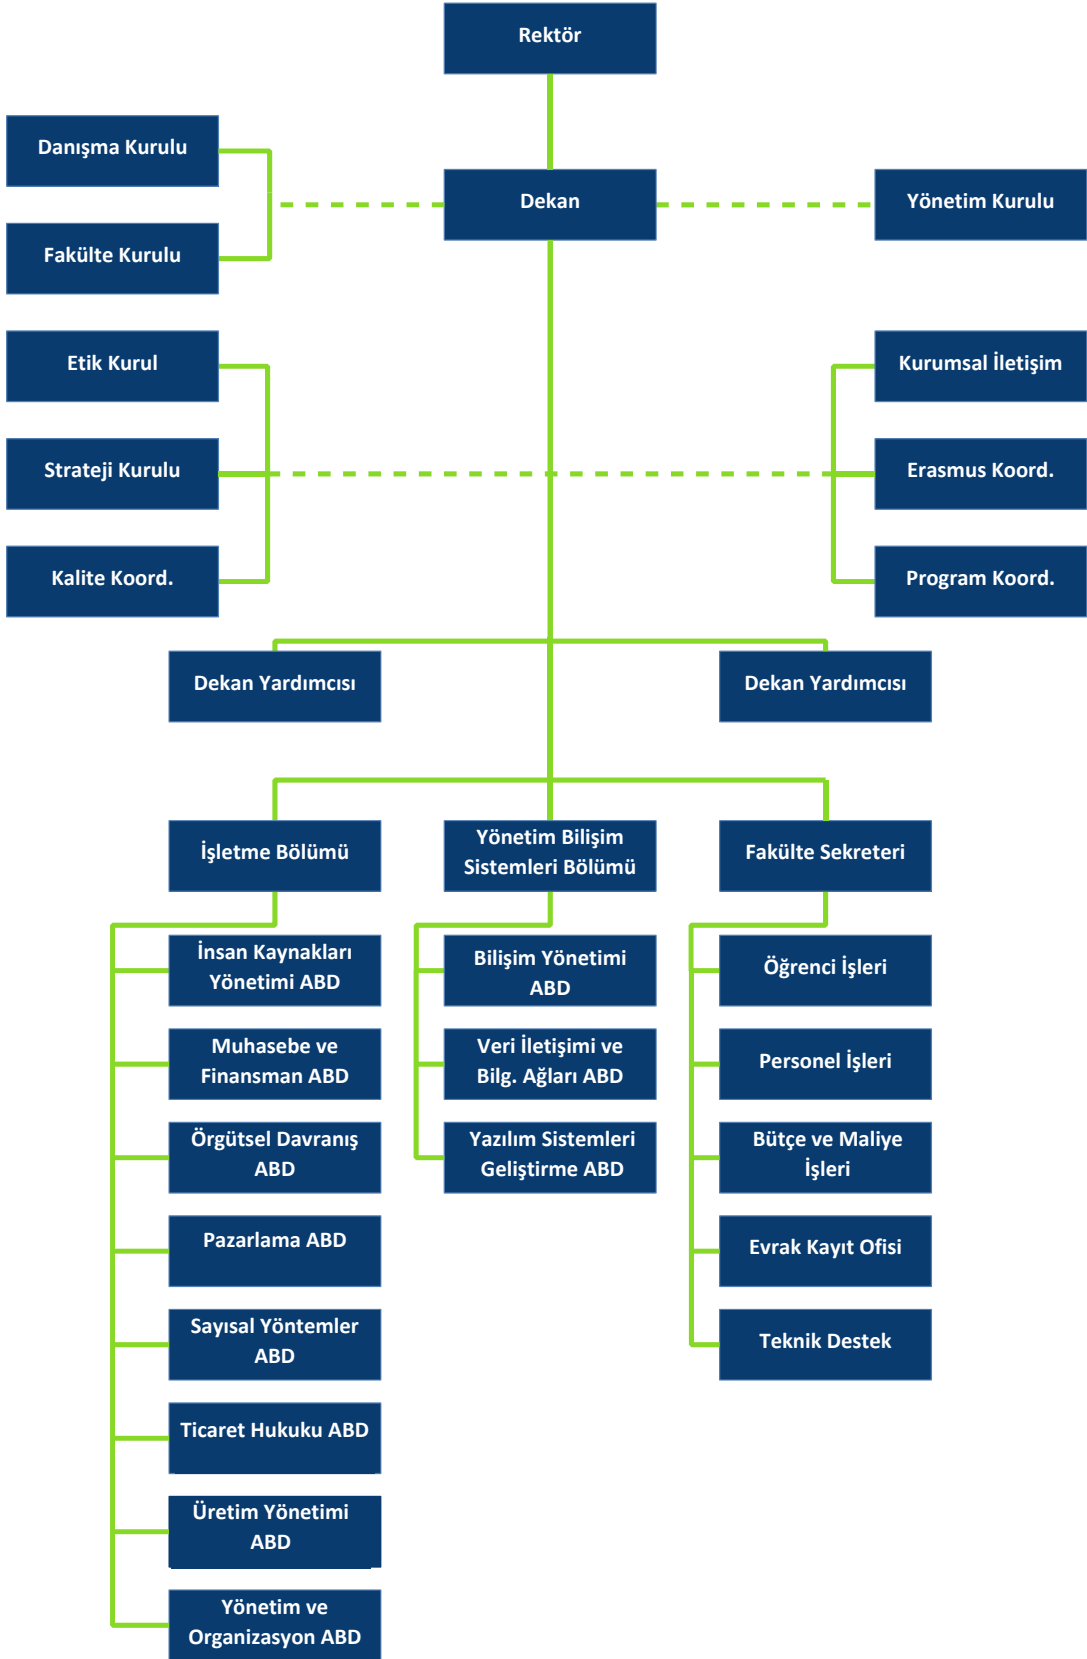 Rektör
Danışma Kurulu
Dekan
Yönetim Kurulu
Fakülte Kurulu
Etik Kurul
Kurumsal İletişim
Strateji Kurulu
Erasmus Koord.
Kalite Koord.
Program Koord.
Dekan Yardımcısı
Dekan Yardımcısı
İşletme Bölümü
Yönetim Bilişim
Sistemleri Bölümü
Fakülte Sekreteri
İnsan Kaynakları
Yönetimi ABD
Muhasebe ve
Finansman ABD
Örgütsel Davranış
ABD
Pazarlama ABD
Sayısal Yöntemler
ABD
Ticaret Hukuku ABD
Üretim Yönetimi
ABD
Yönetim ve
Organizasyon ABD
Bilişim Yönetimi
ABD
Veri İletişimi ve
Bilg. Ağları ABD
Yazılım Sistemleri
Geliştirme ABD
Öğrenci İşleri
Personel İşleri
Bütçe ve Maliye
İşleri
Evrak Kayıt Ofisi
Teknik Destek